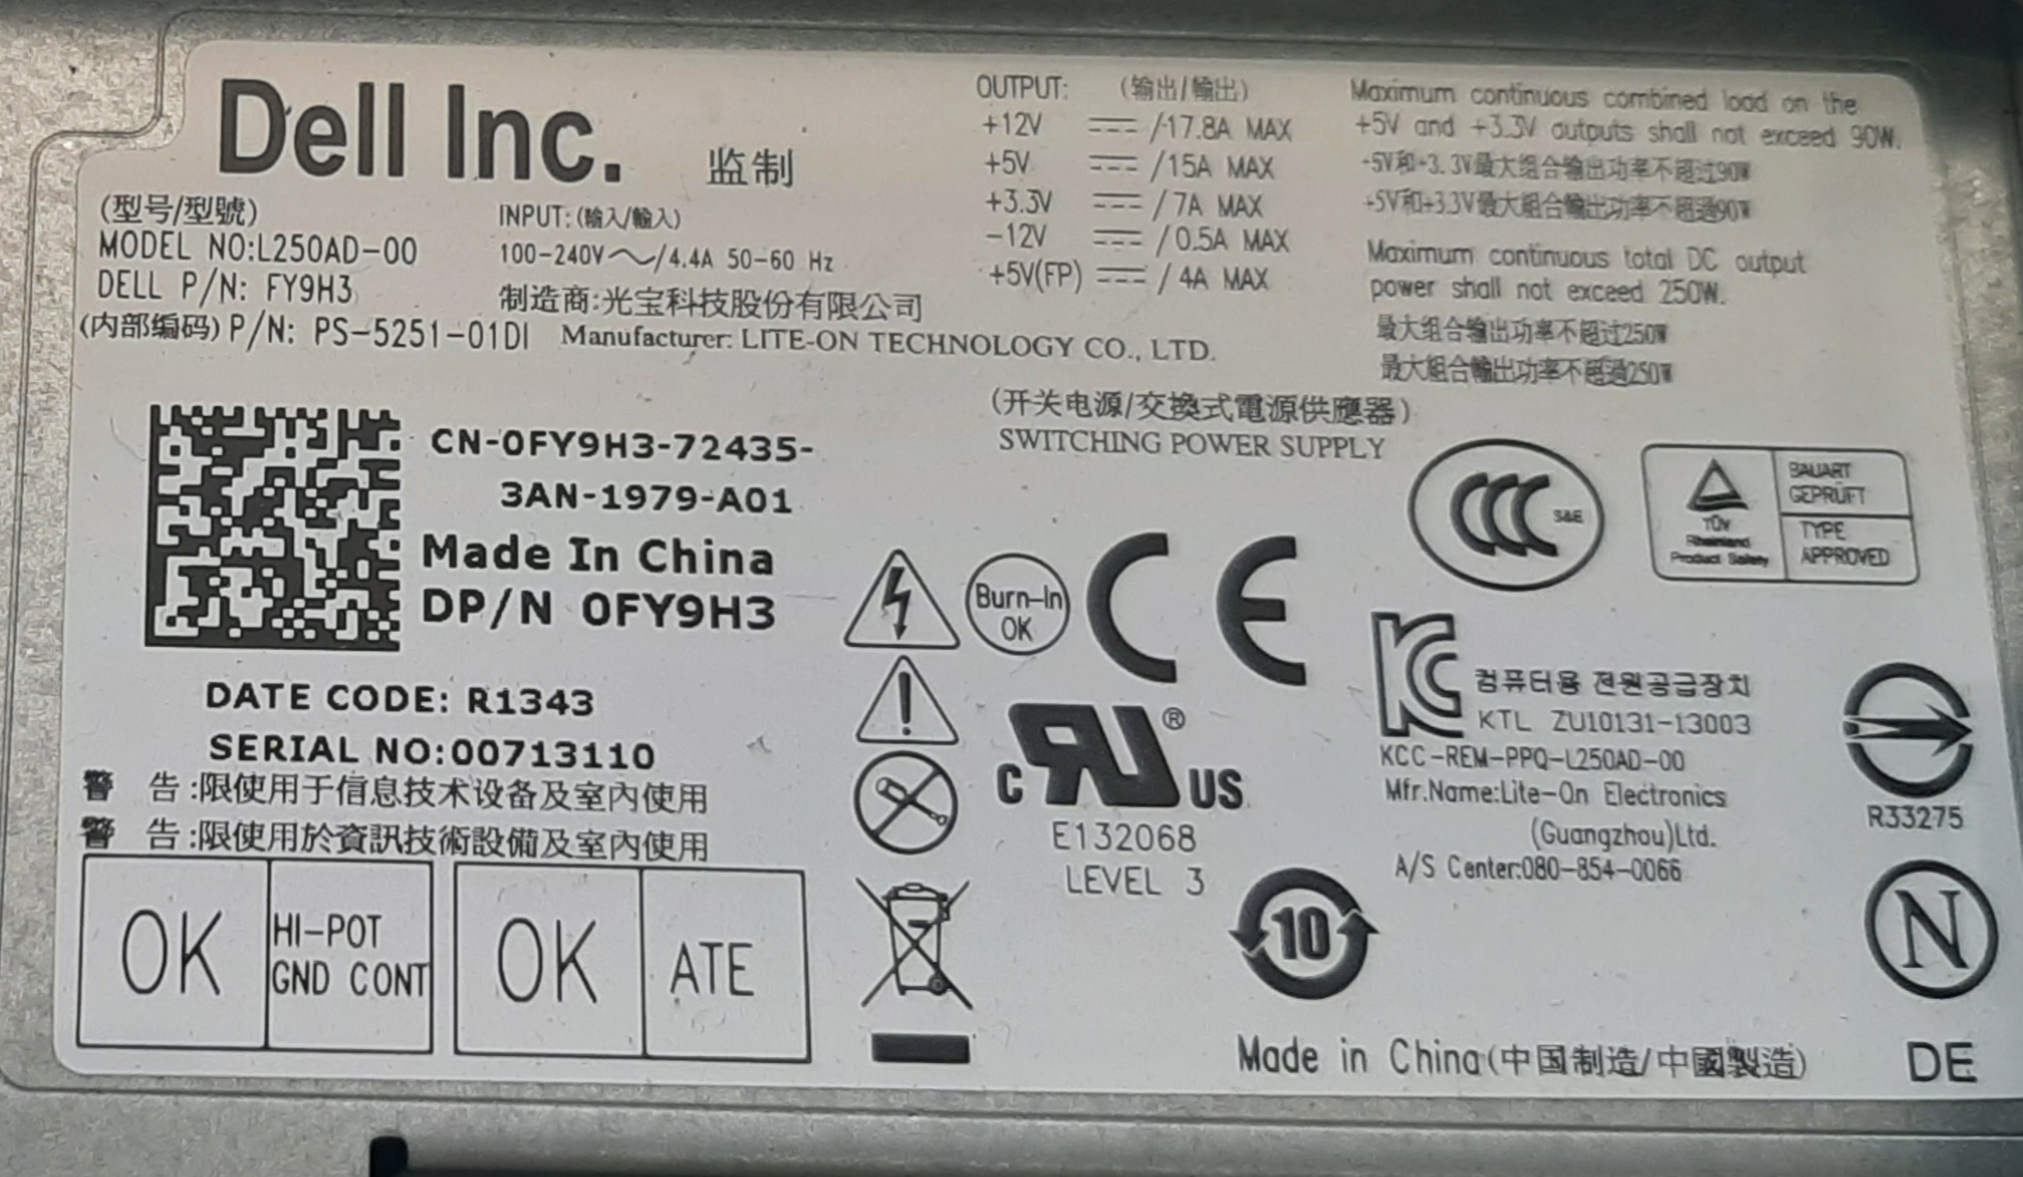 Dell Inc. 监制
(型号/型號)
MODEL NO:L250AD-00
DELL P/N: FY9H3
(内部编码) P/N: PS-5251-01DI
INPUT: (输入/輸入)
100-240V～/4.4A 50-60 Hz
制造商:光宝科技股份有限公司
Manufacturer: LITE-ON TECHNOLOGY CO., LTD.
OUTPUT: (输出/輸出)
+12V ⎓ /17.8A MAX
+5V ⎓ /15A MAX
+3.3V ⎓ / 7A MAX
-12V ⎓ / 0.5A MAX
+5V(FP) ⎓ / 4A MAX
Maximum continuous combined load on the
+5V and +3.3V outputs shall not exceed 90W.
+5V和+3.3V最大组合输出功率不超过90W
+5V和+3.3V最大組合輸出功率不超過90W
Maximum continuous total DC output
power shall not exceed 250W.
最大组合输出功率不超过250W
最大組合輸出功率不超過250W
(开关电源/交換式電源供應器)
SWITCHING POWER SUPPLY
CN-0FY9H3-72435-
3AN-1979-A01
Made In China
DP/N 0FY9H3
DATE CODE: R1343
SERIAL NO:00713110
警 告:限使用于信息技术设备及室内使用
警 告:限使用於資訊技術設備及室內使用
OK
HI-POT
GND CONT
OK
ATE
Burn-In
OK
CE
CCC
S&E
TÜV
Rheinland
Product Safety
BAUART
GEPRÜFT
TYPE
APPROVED
c RU ® US
E132068
LEVEL 3
KC
컴퓨터용 전원공급장치
KTL ZU10131-13003
KCC-REM-PPQ-L250AD-00
Mfr.Name:Lite-On Electronics
(Guangzhou)Ltd.
A/S Center:080-854-0066
R33275
10
N
Made in China(中国制造/中國製造)
DE